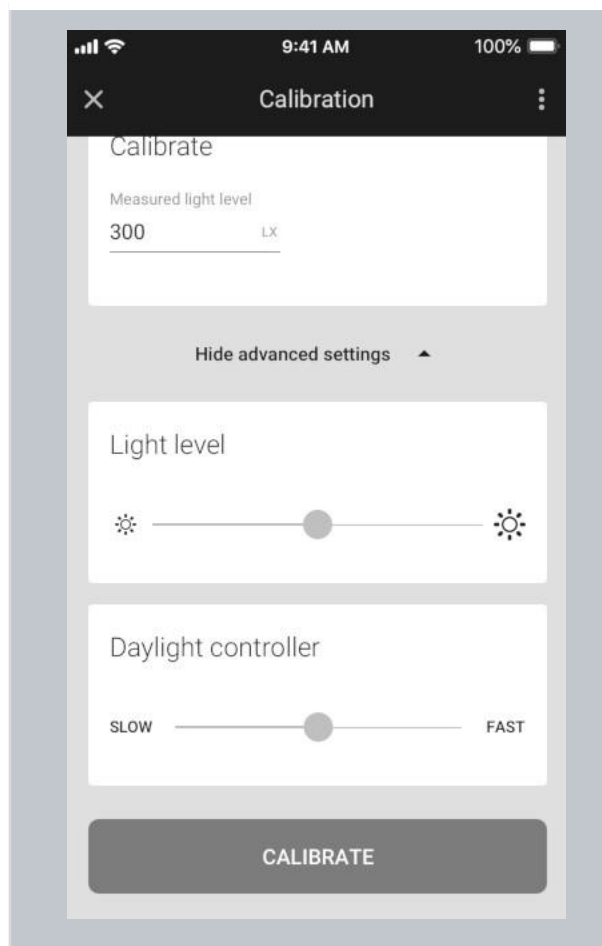 9:41 AM 100%
Calibration
Calibrate
Measured light level
300 LX
Hide advanced settings
Light level
Daylight controller
SLOW FAST
CALIBRATE